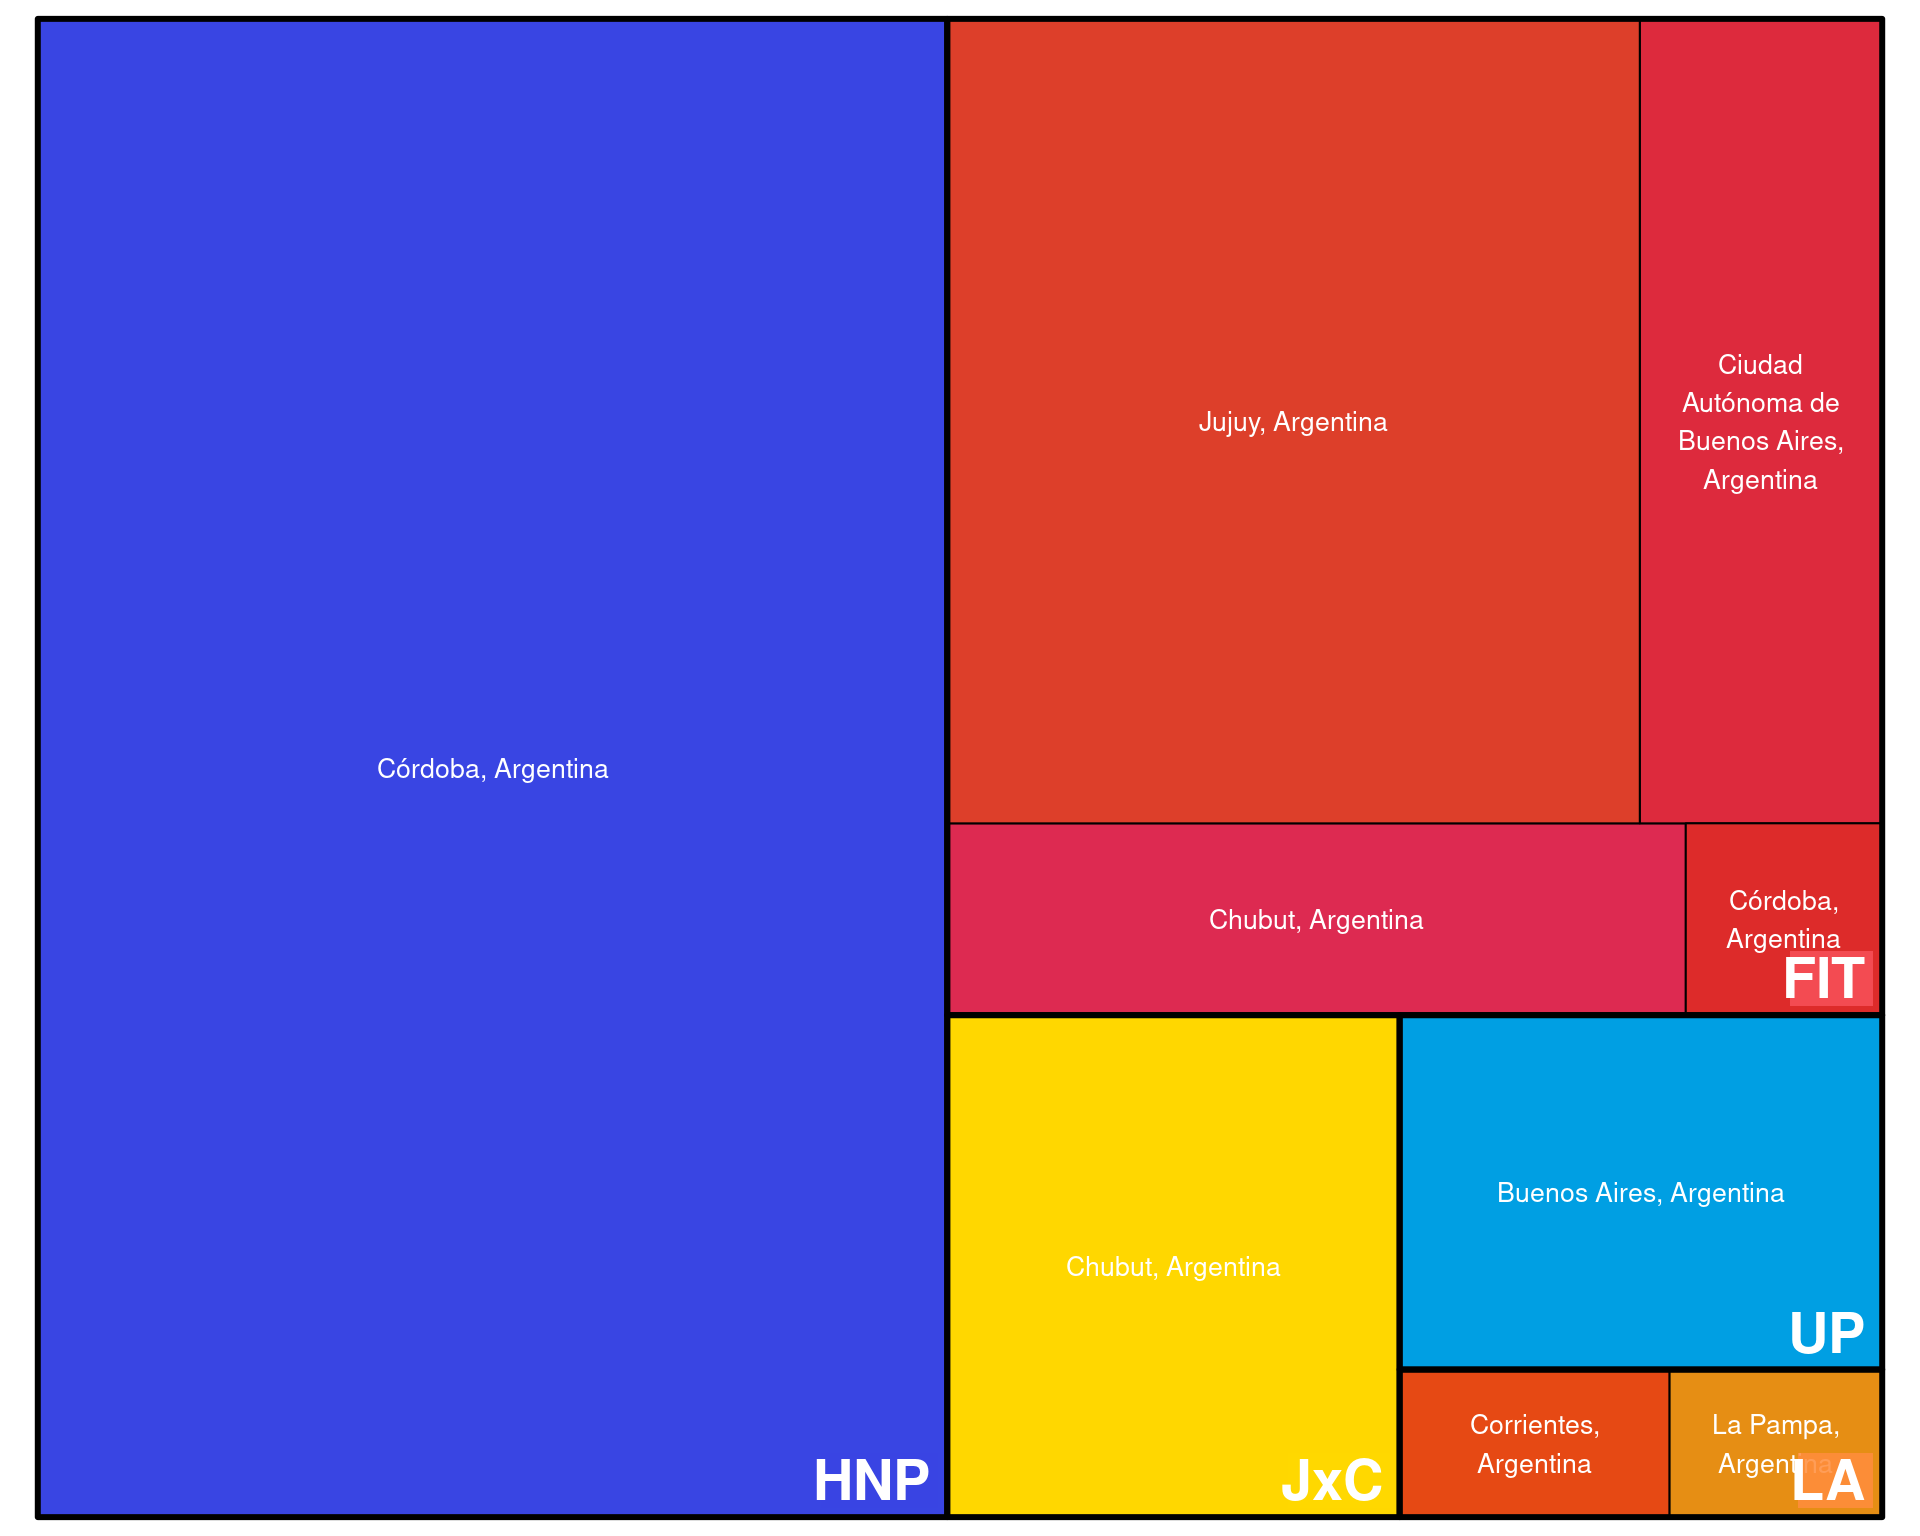 Córdoba, Argentina
HNP
Jujuy, Argentina
Ciudad
Autónoma de
Buenos Aires,
Argentina
Chubut, Argentina
Córdoba,
Argentina
FIT
Chubut, Argentina
JxC
Buenos Aires, Argentina
UP
Corrientes,
Argentina
La Pampa,
Argentina
LA